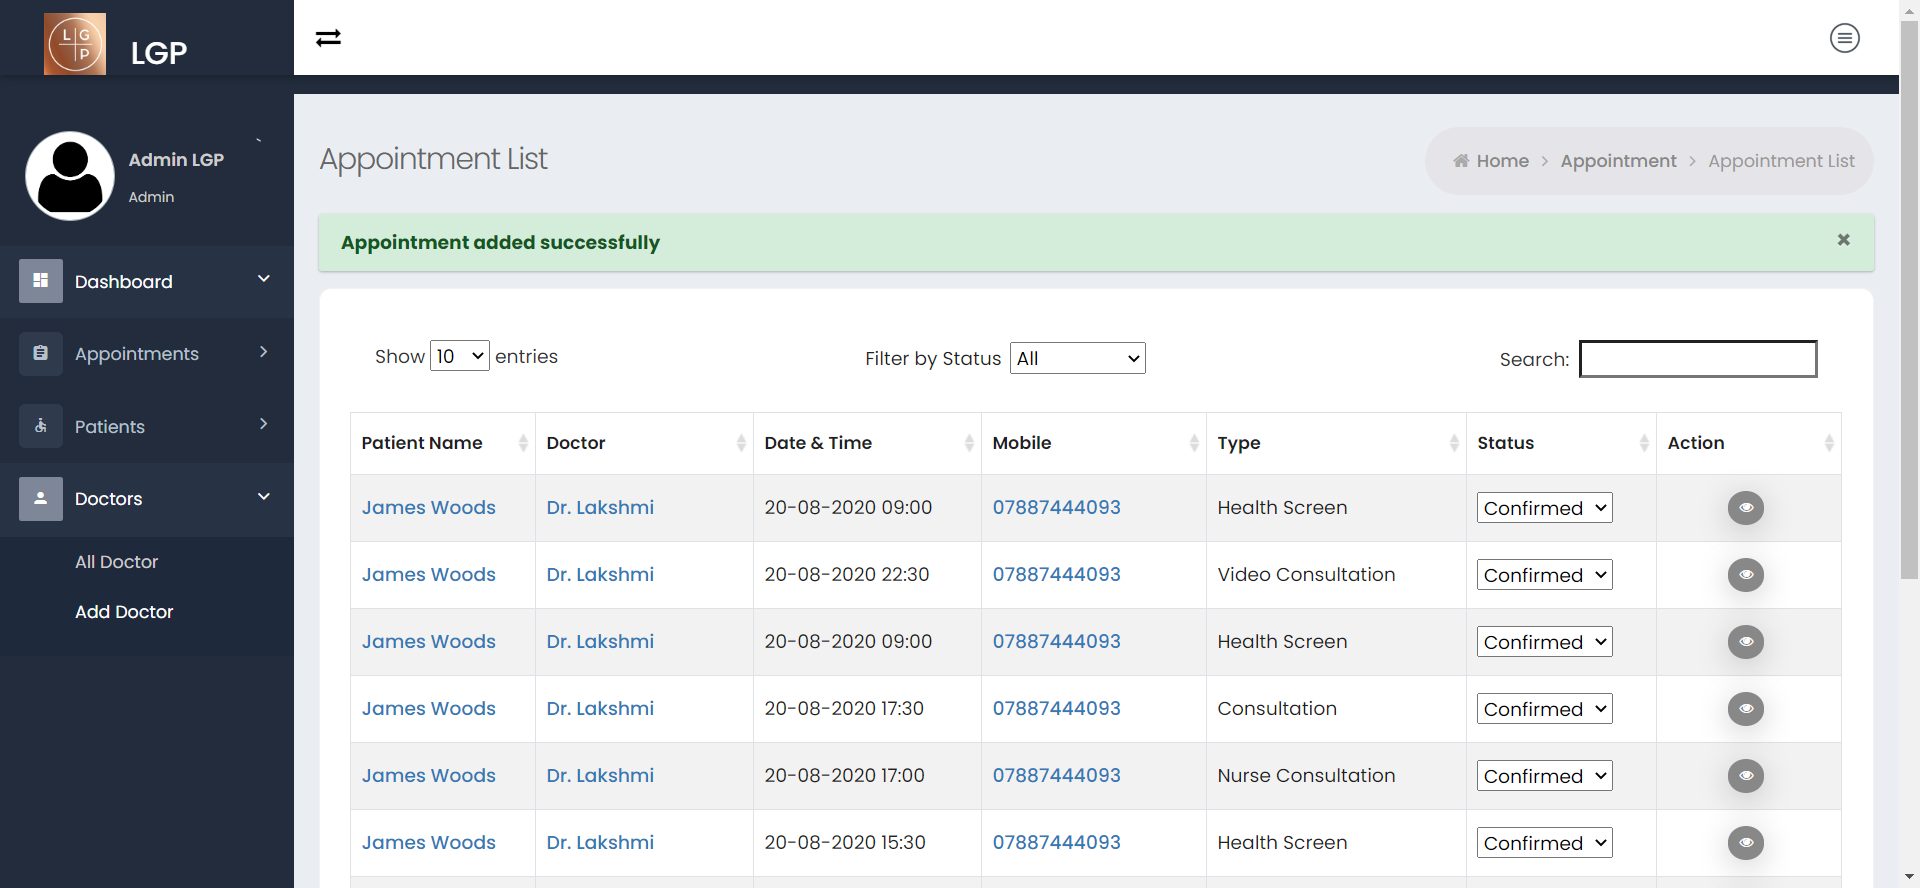 LG
P
LGP
Admin LGP
Admin
Dashboard
Appointments
Patients
Doctors
All Doctor
Add Doctor
Appointment List
Home > Appointment > Appointment List
Appointment added successfully ×
Show 10 entries Filter by Status All Search:
Patient Name Doctor Date & Time Mobile Type Status Action
James Woods Dr. Lakshmi 20-08-2020 09:00 07887444093 Health Screen Confirmed
James Woods Dr. Lakshmi 20-08-2020 22:30 07887444093 Video Consultation Confirmed
James Woods Dr. Lakshmi 20-08-2020 09:00 07887444093 Health Screen Confirmed
James Woods Dr. Lakshmi 20-08-2020 17:30 07887444093 Consultation Confirmed
James Woods Dr. Lakshmi 20-08-2020 17:00 07887444093 Nurse Consultation Confirmed
James Woods Dr. Lakshmi 20-08-2020 15:30 07887444093 Health Screen Confirmed